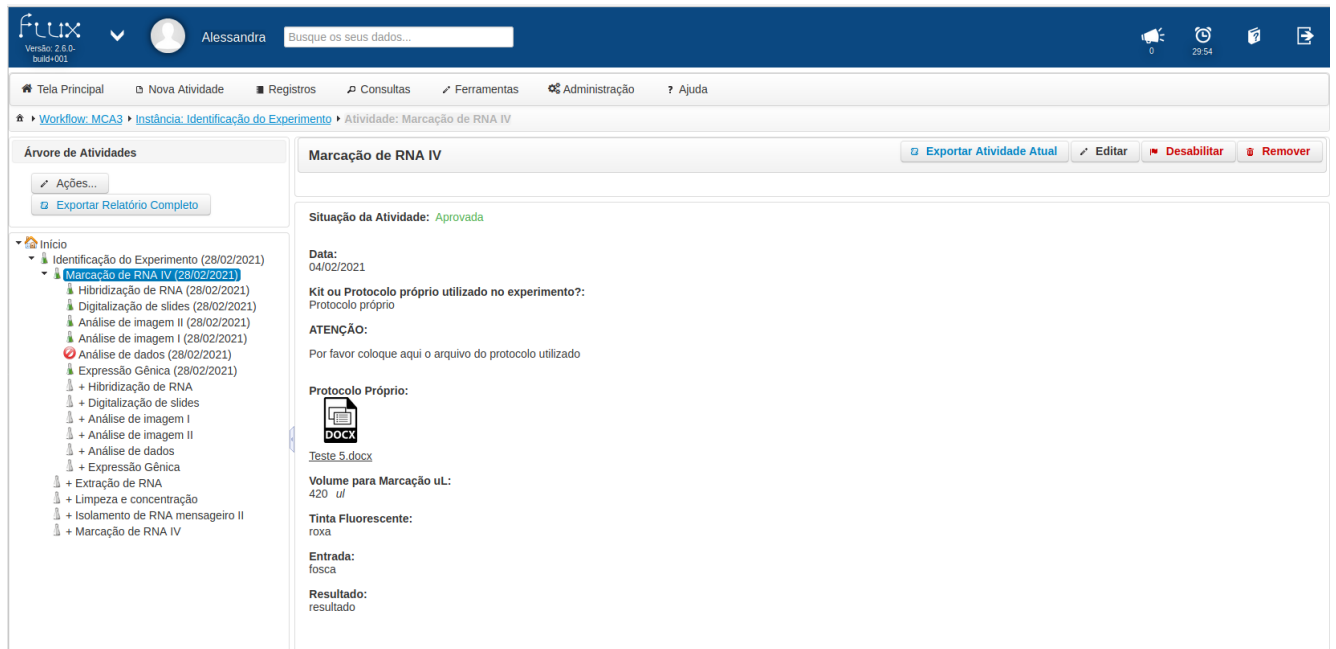 flux
Versão: 2.6.0-
build+001
Alessandra
Busque os seus dados...
0
29:54
Tela Principal
Nova Atividade
Registros
Consultas
Ferramentas
Administração
? Ajuda
Workflow: MCA3
Instância: Identificação do Experimento
Atividade: Marcação de RNA IV
Árvore de Atividades
Ações...
Exportar Relatório Completo
Início
Identificação do Experimento (28/02/2021)
Marcação de RNA IV (28/02/2021)
Hibridização de RNA (28/02/2021)
Digitalização de slides (28/02/2021)
Análise de imagem II (28/02/2021)
Análise de imagem I (28/02/2021)
Análise de dados (28/02/2021)
Expressão Gênica (28/02/2021)
+ Hibridização de RNA
+ Digitalização de slides
+ Análise de imagem I
+ Análise de imagem II
+ Análise de dados
+ Expressão Gênica
+ Extração de RNA
+ Limpeza e concentração
+ Isolamento de RNA mensageiro II
+ Marcação de RNA IV
Marcação de RNA IV
Exportar Atividade Atual
Editar
Desabilitar
Remover
Situação da Atividade: Aprovada
Data:
04/02/2021
Kit ou Protocolo próprio utilizado no experimento?:
Protocolo próprio
ATENÇÃO:
Por favor coloque aqui o arquivo do protocolo utilizado
Protocolo Próprio:
DOCX
Teste 5.docx
Volume para Marcação uL:
420 ul
Tinta Fluorescente:
roxa
Entrada:
fosca
Resultado:
resultado